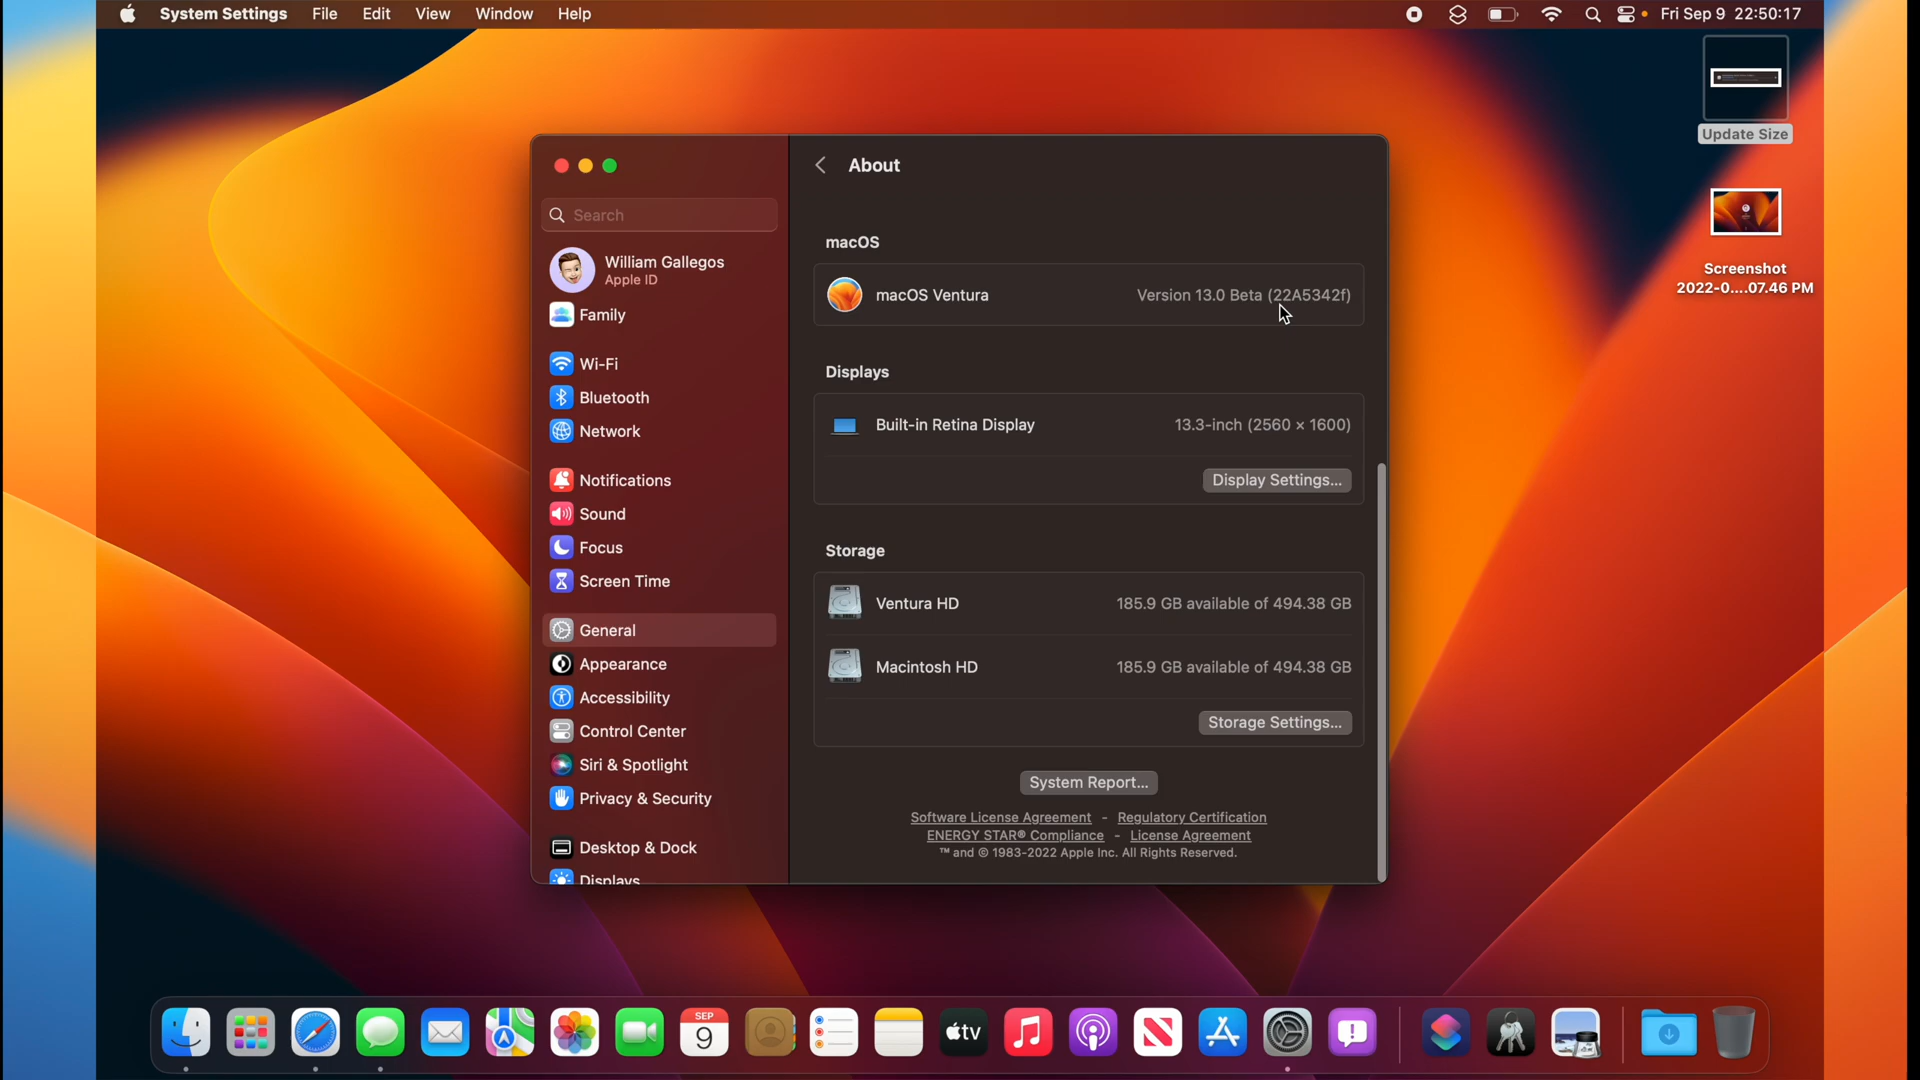 System Settings File Edit View Window Help Fri Sep 9 22:50:17
Update Size
Screenshot
2022-0....07.46 PM
Search
William Gallegos
Apple ID
Family
Wi-Fi
Bluetooth
Network
Notifications
Sound
Focus
Screen Time
General
Appearance
Accessibility
Control Center
Siri & Spotlight
Privacy & Security
Desktop & Dock
Displays
About
macOS
macOS Ventura Version 13.0 Beta (22A5342f)
Displays
Built-in Retina Display 13.3-inch (2560 × 1600)
Display Settings...
Storage
Ventura HD 185.9 GB available of 494.38 GB
Macintosh HD 185.9 GB available of 494.38 GB
Storage Settings...
System Report...
Software License Agreement - Regulatory Certification
ENERGY STAR® Compliance - License Agreement
™ and © 1983-2022 Apple Inc. All Rights Reserved.
SEP
9
tv